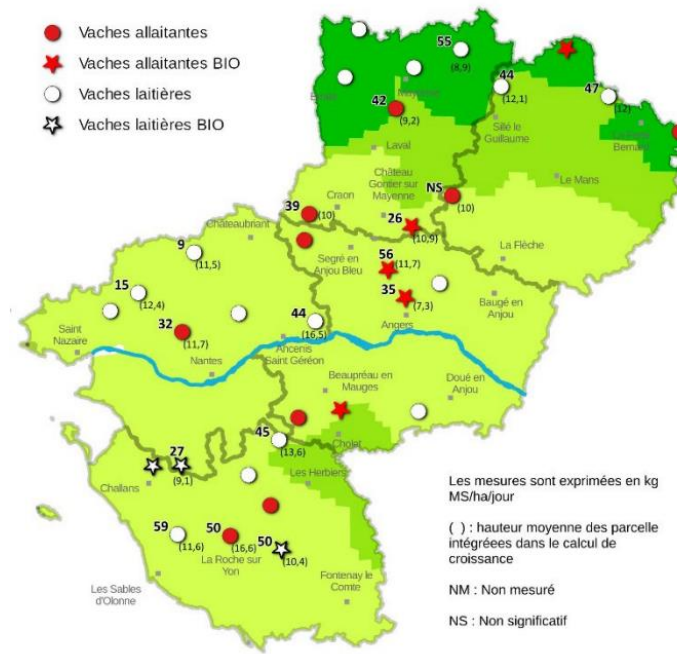 Vaches allaitantes
Vaches allaitantes BIO
Vaches laitières
Vaches laitières BIO
55
(8,9)
44
(12,1)
47
(12)
42
(9,2)
Sillé le
Guillaume
Bernard
Laval
Le Mans
Château
Gontier sur
Mayenne
NS
(10)
Craon
39
(10)
26
(10,9)
La Flèche
Châteaubriant
9
(11,5)
Segré en
Anjou Bleu
56
(11,7)
35
(7,3)
Angers
Baugé en
Anjou
15
(12,4)
32
(11,7)
44
(16,5)
Saint
Nazaire
Nantes
Ancenis
Saint Géréon
Beaupréau en
Mauges
Doué en
Anjou
Cholet
45
(13,6)
27
(9,1)
Challans
Les Herbiers
59
(11,6)
50
(16,6)
50
(10,4)
La Roche sur
Yon
Les Sables
d'Olonne
Fontenay le
Comte
Les mesures sont exprimées en kg
MS/ha/jour
( ) : hauteur moyenne des parcelle
intégréees dans le calcul de
croissance
NM : Non mesuré
NS : Non significatif